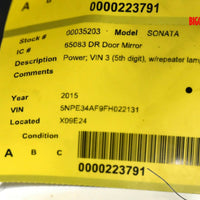 A B
0000223791
BIG
Stock # 00035203 Model SONATA
IC # 65083 DR Door Mirror
Description Power; VIN 3 (5th digit), w/repeater lamp
Comments
Year 2015
VIN 5NPE34AF9FH022131
Located X09E24
Condition
A B C
0000223791